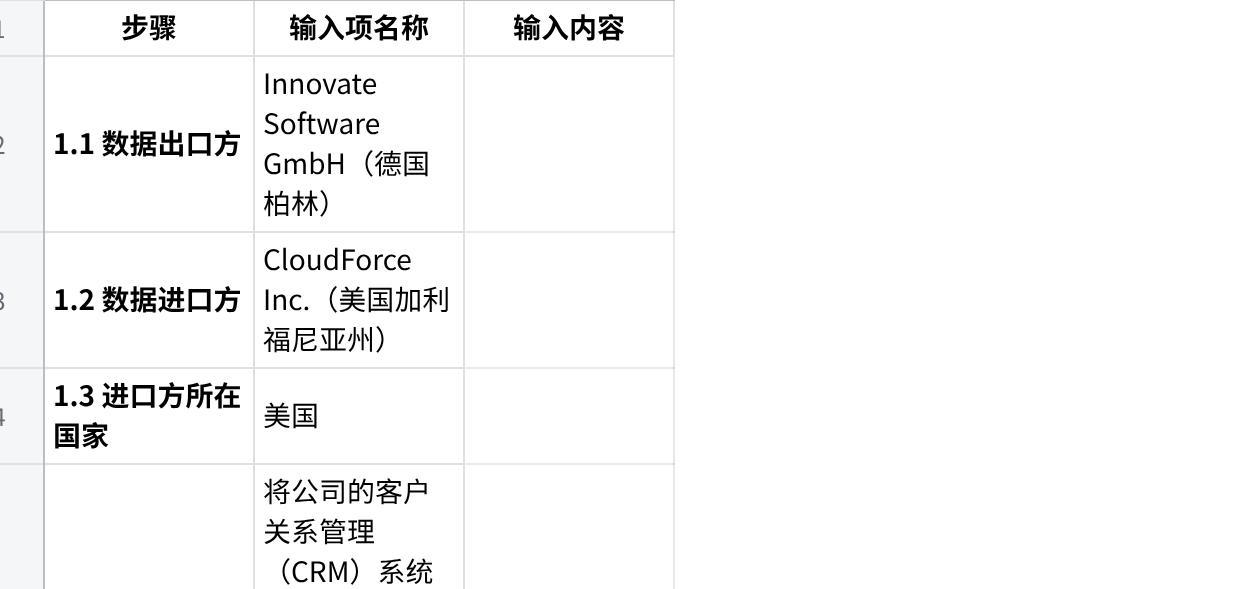 步骤 输入项名称 输入内容
1
Innovate
Software
2 1.1 数据出口方
GmbH（德国
柏林）
CloudForce
3 1.2 数据进口方 Inc.（美国加利
福尼亚州）
1.3 进口方所在
4 美国
国家
将公司的客户
关系管理
（CRM）系统